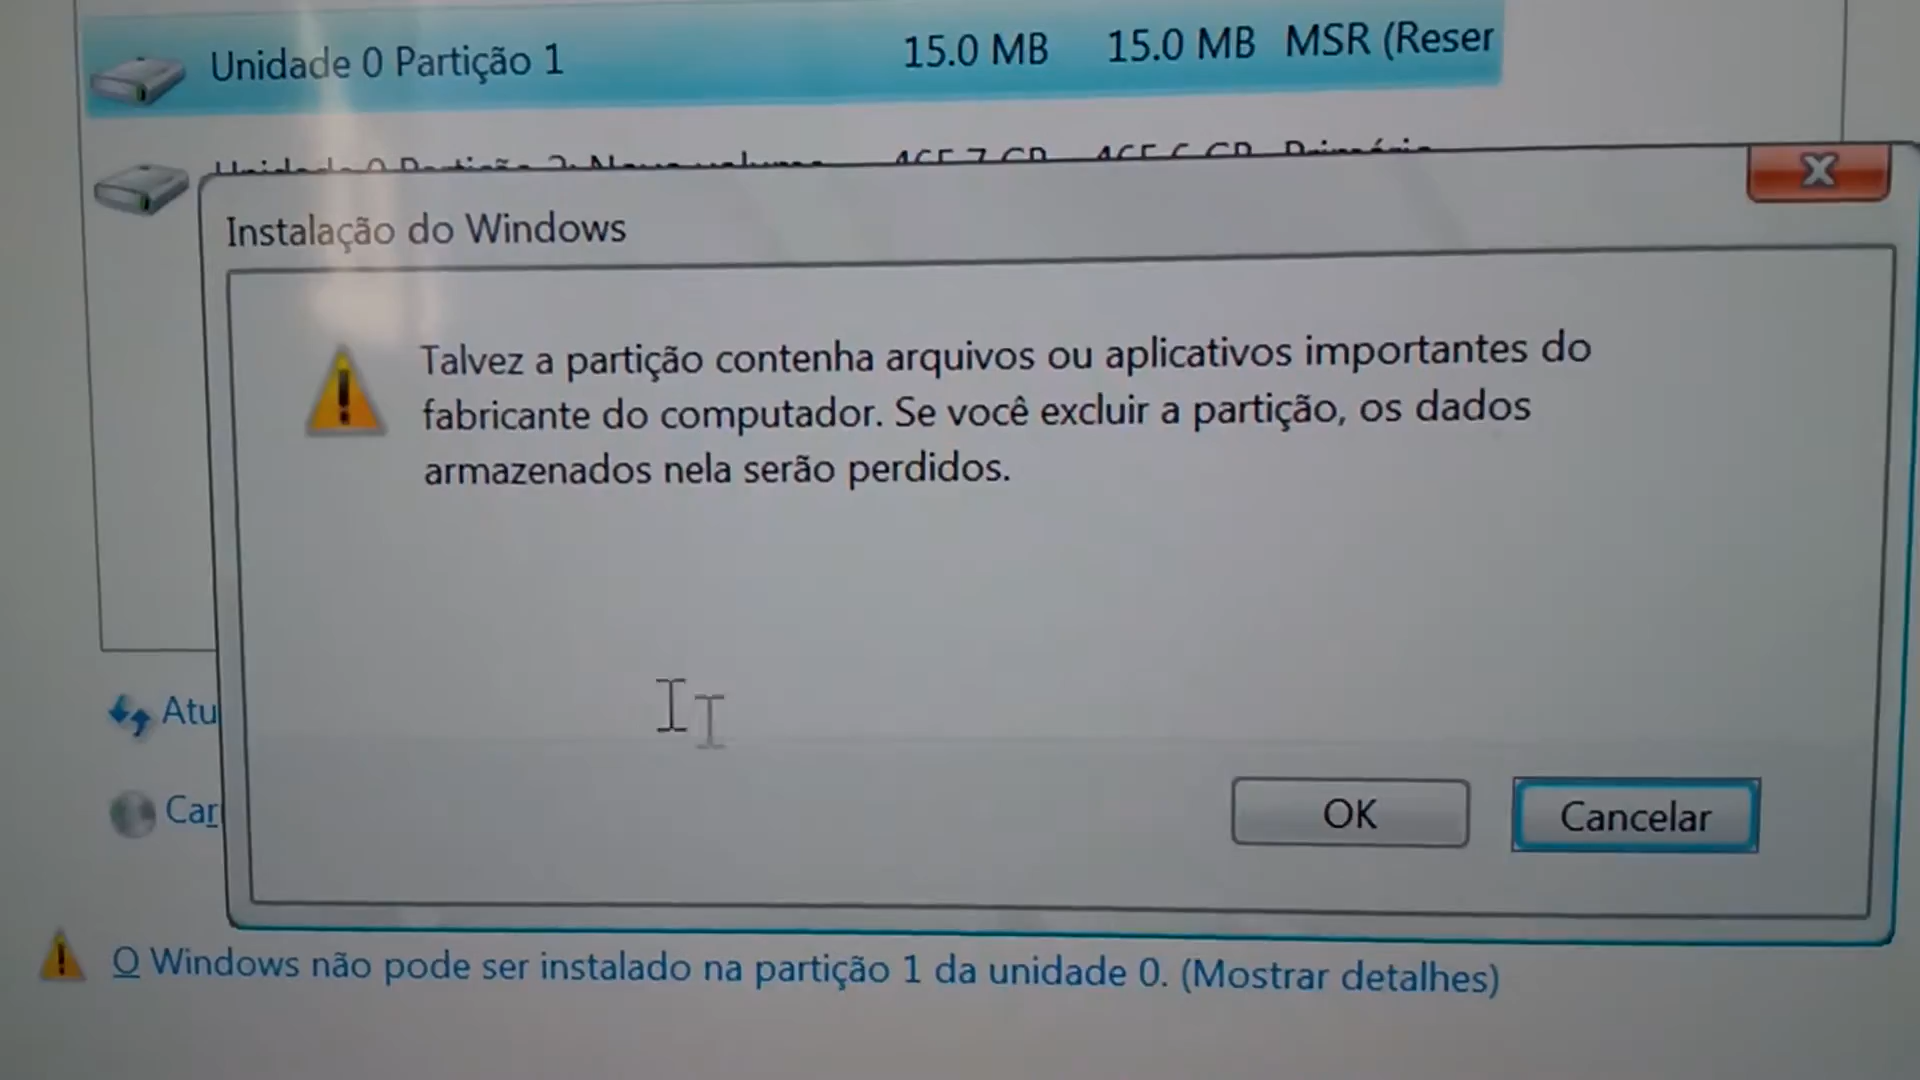 Unidade 0 Partição 1 15.0 MB 15.0 MB MSR (Reser
Instalação do Windows
Talvez a partição contenha arquivos ou aplicativos importantes do
fabricante do computador. Se você excluir a partição, os dados
armazenados nela serão perdidos.
Atu
Car
OK Cancelar
O Windows não pode ser instalado na partição 1 da unidade 0. (Mostrar detalhes)